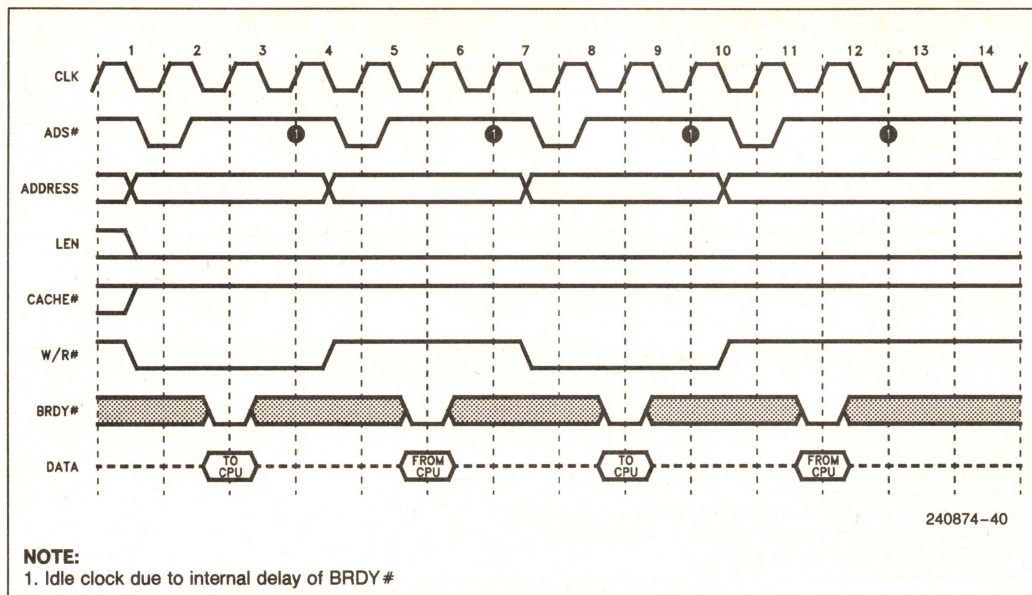 1 2 3 4 5 6 7 8 9 10 11 12 13 14
CLK
ADS# 1 1 1 1
ADDRESS
LEN
CACHE#
W/R#
BRDY#
DATA TO CPU FROM CPU TO CPU FROM CPU
240874-40
NOTE:
1. Idle clock due to internal delay of BRDY#